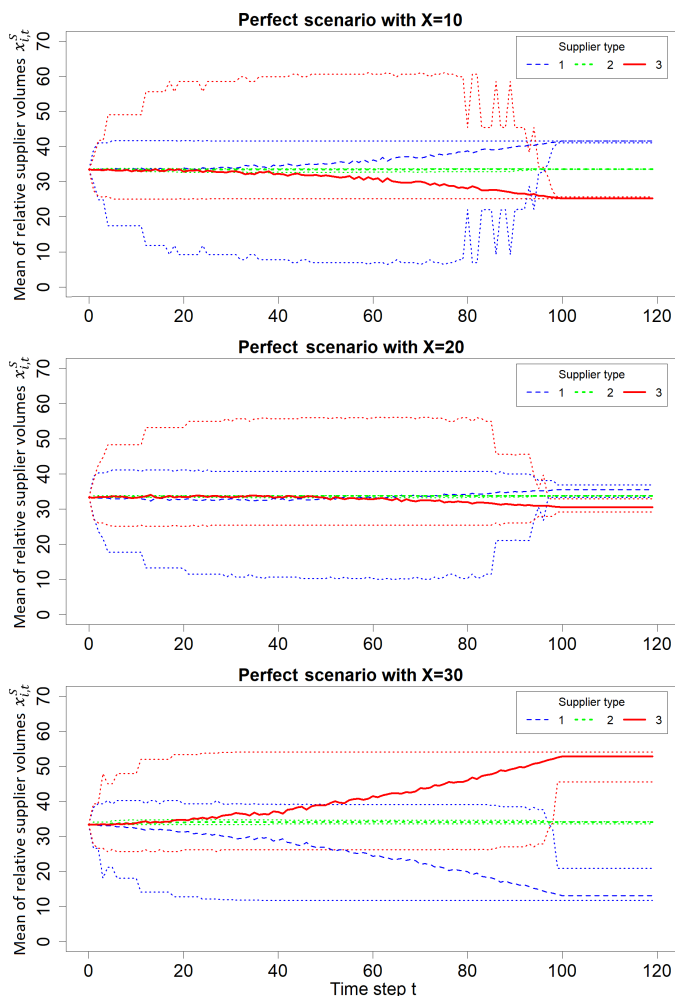 Perfect scenario with X=10
Mean of relative supplier volumes x^S_{i,t}
70
60
50
40
30
20
10
0
Supplier type
1 2 3
0 20 40 60 80 100 120
Perfect scenario with X=20
Mean of relative supplier volumes x^S_{i,t}
70
60
50
40
30
20
10
0
Supplier type
1 2 3
0 20 40 60 80 100 120
Perfect scenario with X=30
Mean of relative supplier volumes x^S_{i,t}
70
60
50
40
30
20
10
0
Supplier type
1 2 3
0 20 40 60 80 100 120
Time step t